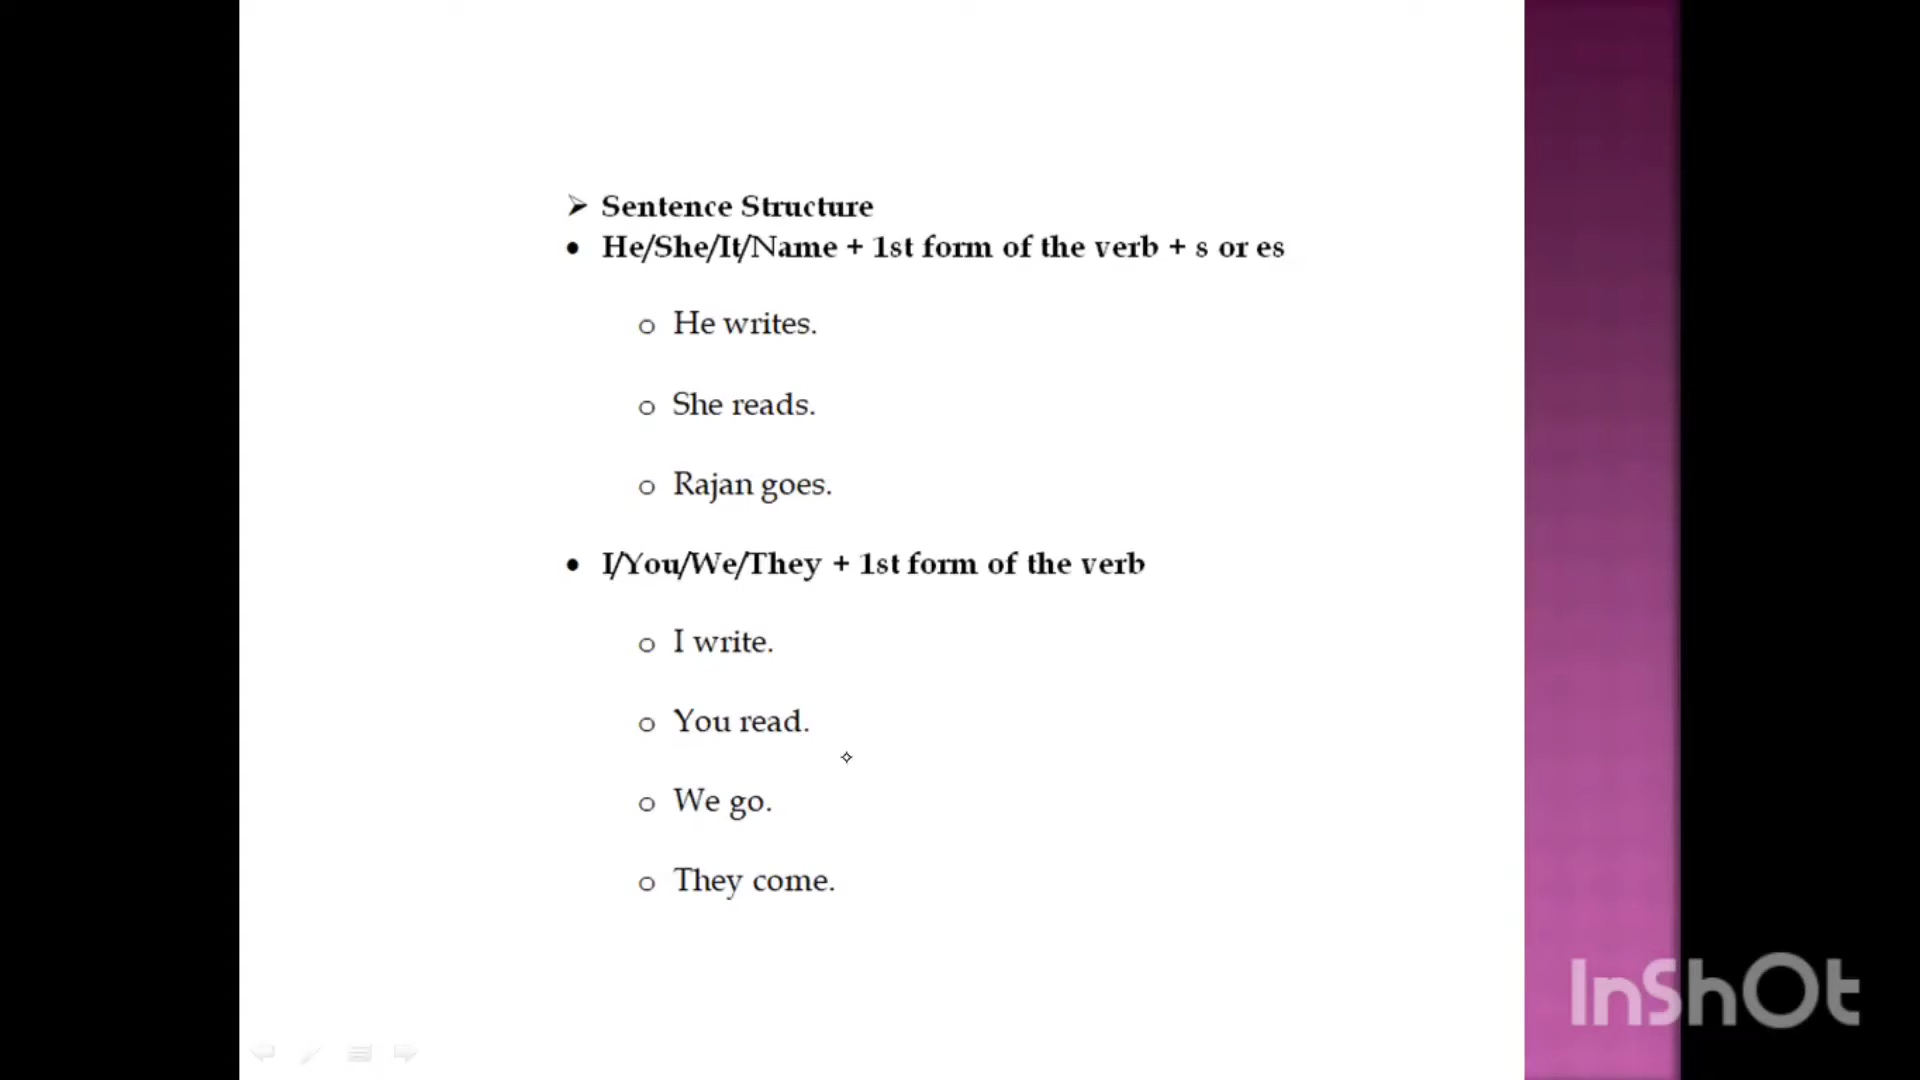 ➢ Sentence Structure
• He/She/It/Name + 1st form of the verb + s or es
o He writes.
o She reads.
o Rajan goes.
• I/You/We/They + 1st form of the verb
o I write.
o You read.
o We go.
o They come.
InShOt